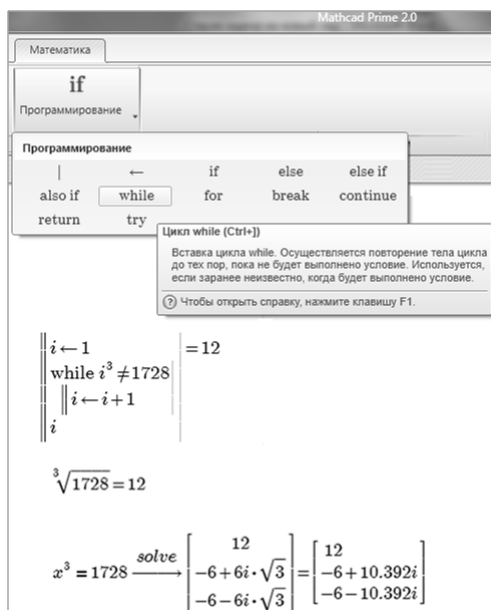 Mathcad Prime 2.0
Математика
if
Программирование
Программирование
| ← if else else if
also if while for break continue
return try
Цикл while (Ctrl+])
Вставка цикла while. Осуществляется повторение тела цикла
до тех пор, пока не будет выполнено условие. Используется,
если заранее неизвестно, когда будет выполнено условие.
? Чтобы открыть справку, нажмите клавишу F1.
i←1 =12
while i³≠1728
i←i+1
i
∛1728=12
x³=1728 solve→ [12; −6+6i·√3; −6−6i·√3] = [12; −6+10.392i; −6−10.392i]